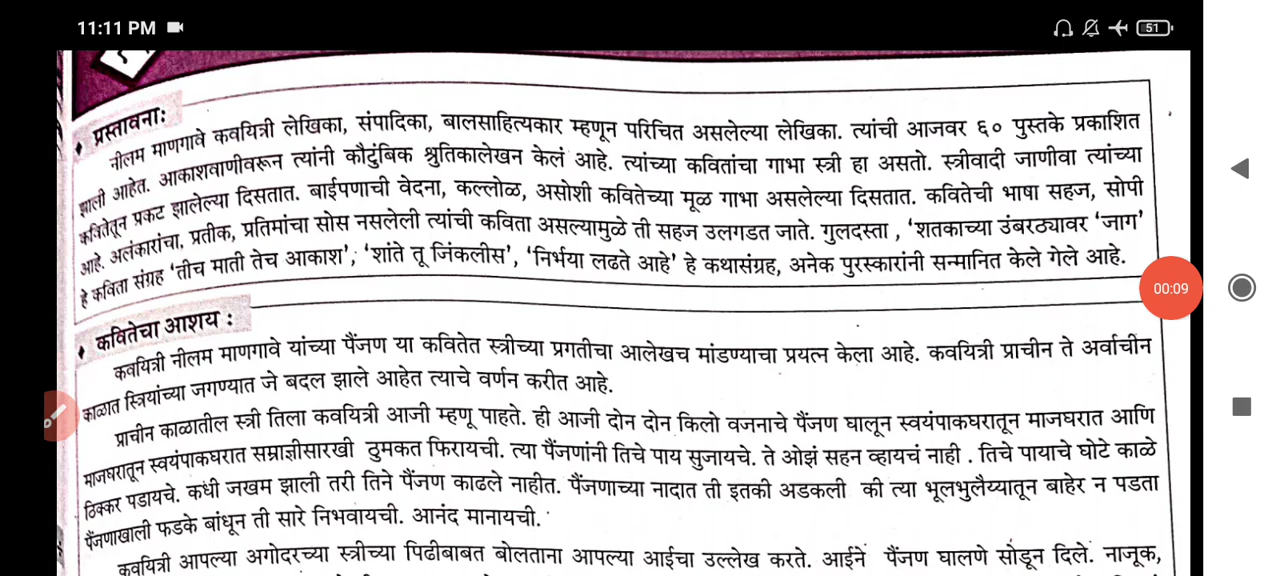 11:11 PM
51
♦ प्रस्तावनाः
नीलम माणगावे कवयित्री लेखिका, संपादिका, बालसाहित्यकार म्हणून परिचित असलेल्या लेखिका. त्यांची आजवर ६० पुस्तके प्रकाशित
झाली आहेत. आकाशवाणीवरून त्यांनी कौटुंबिक श्रुतिकालेखन केलं आहे. त्यांच्या कवितांचा गाभा स्त्री हा असतो. स्त्रीवादी जाणीवा त्यांच्या
कवितेतून प्रकट झालेल्या दिसतात. बाईपणाची वेदना, कल्लोळ, असोशी कवितेच्या मूळ गाभा असलेल्या दिसतात. कवितेची भाषा सहज, सोपी
आहे. अलंकारांचा, प्रतीक, प्रतिमांचा सोस नसलेली त्यांची कविता असल्यामुळे ती सहज उलगडत जाते. गुलदस्ता , ‘शतकाच्या उंबरठ्यावर ‘जाग’
हे कविता संग्रह ‘तीच माती तेच आकाश’; ‘शांते तू जिंकलीस’, ‘निर्भया लढते आहे’ हे कथासंग्रह, अनेक पुरस्कारांनी सन्मानित केले गेले आहे.
00:09
♦ कवितेचा आशय :
कवयित्री नीलम माणगावे यांच्या पैंजण या कवितेत स्त्रीच्या प्रगतीचा आलेखच मांडण्याचा प्रयत्न केला आहे. कवयित्री प्राचीन ते अर्वाचीन
काळात स्त्रियांच्या जगण्यात जे बदल झाले आहेत त्याचे वर्णन करीत आहे.
प्राचीन काळातील स्त्री तिला कवयित्री आजी म्हणू पाहते. ही आजी दोन दोन किलो वजनाचे पैंजण घालून स्वयंपाकघरातून माजघरात आणि
माजघरातून स्वयंपाकघरात सम्राज्ञीसारखी ठुमकत फिरायची. त्या पैंजणांनी तिचे पाय सुजायचे. ते ओझं सहन व्हायचं नाही . तिचे पायाचे घोटे काळे
ठिक्कर पडायचे. कधी जखम झाली तरी तिने पैंजण काढले नाहीत. पैंजणाच्या नादात ती इतकी अडकली की त्या भूलभुलैय्यातून बाहेर न पडता
पैंजणाखाली फडके बांधून ती सारे निभवायची. आनंद मानायची.
कवयित्री आपल्या अगोदरच्या स्त्रीच्या पिढीबाबत बोलताना आपल्या आईचा उल्लेख करते. आईने पैंजण घालणे सोडून दिले. नाजूक,